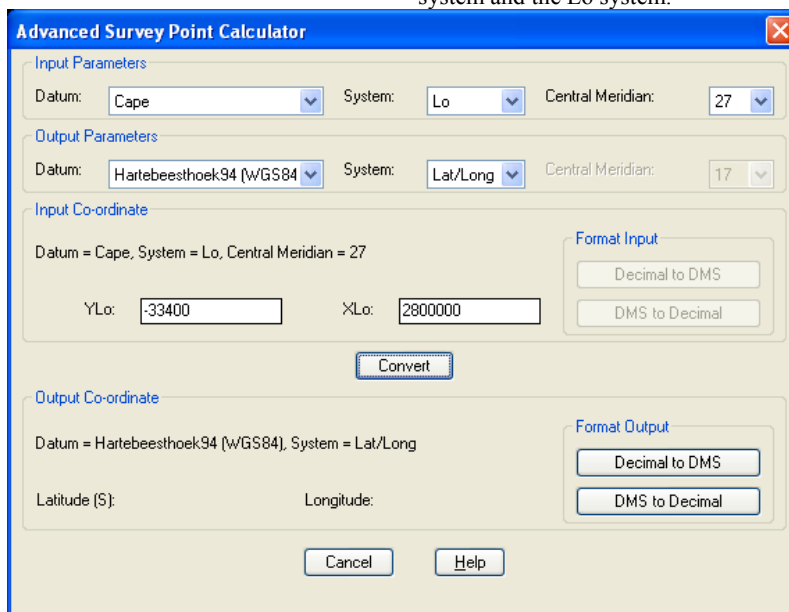 system and the Lo system.
Advanced Survey Point Calculator
Input Parameters
Datum: Cape System: Lo Central Meridian: 27
Output Parameters
Datum: Hartebeesthoek94 (WGS84 System: Lat/Long Central Meridian: 17
Input Co-ordinate
Datum = Cape, System = Lo, Central Meridian = 27
Format Input
Decimal to DMS
YLo: -33400 XLo: 2800000
DMS to Decimal
Convert
Output Co-ordinate
Datum = Hartebeesthoek94 (WGS84), System = Lat/Long
Format Output
Decimal to DMS
Latitude (S): Longitude:
DMS to Decimal
Cancel Help